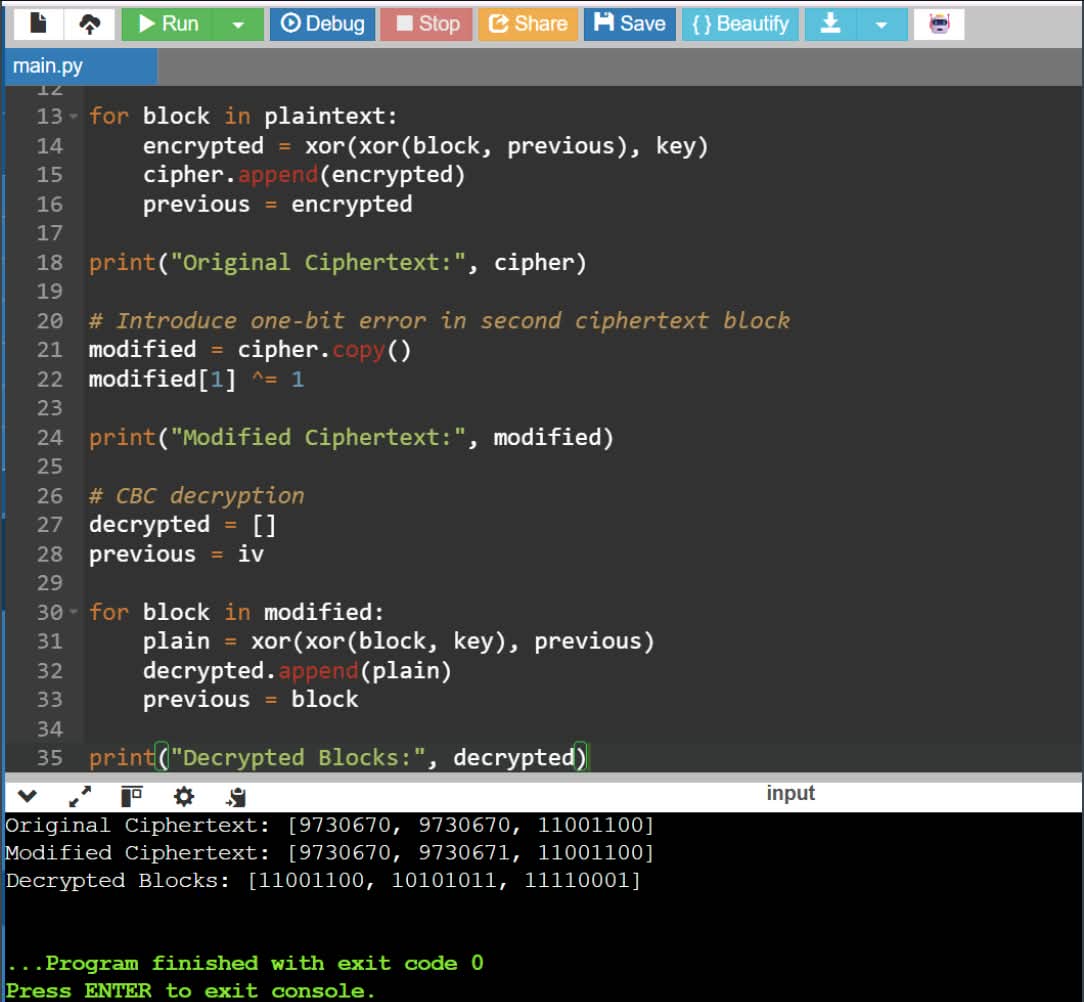 Run Debug Stop Share Save { } Beautify
main.py
12
13 for block in plaintext:
14 encrypted = xor(xor(block, previous), key)
15 cipher.append(encrypted)
16 previous = encrypted
17
18 print("Original Ciphertext:", cipher)
19
20 # Introduce one-bit error in second ciphertext block
21 modified = cipher.copy()
22 modified[1] ^= 1
23
24 print("Modified Ciphertext:", modified)
25
26 # CBC decryption
27 decrypted = []
28 previous = iv
29
30 for block in modified:
31 plain = xor(xor(block, key), previous)
32 decrypted.append(plain)
33 previous = block
34
35 print("Decrypted Blocks:", decrypted)
input
Original Ciphertext: [9730670, 9730670, 11001100]
Modified Ciphertext: [9730670, 9730671, 11001100]
Decrypted Blocks: [11001100, 10101011, 11110001]
...Program finished with exit code 0
Press ENTER to exit console.